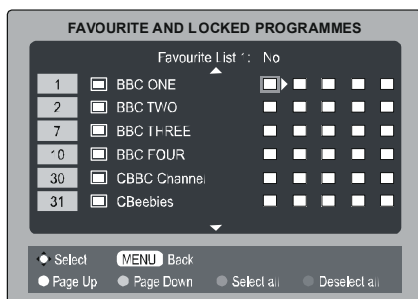 FAVOURITE AND LOCKED PROGRAMMES
Favourite List 1: No
1 BBC ONE
2 BBC TWO
7 BBC THREE
10 BBC FOUR
30 CBBC Channel
31 CBeebies
Select MENU Back
Page Up Page Down Select all Deselect all